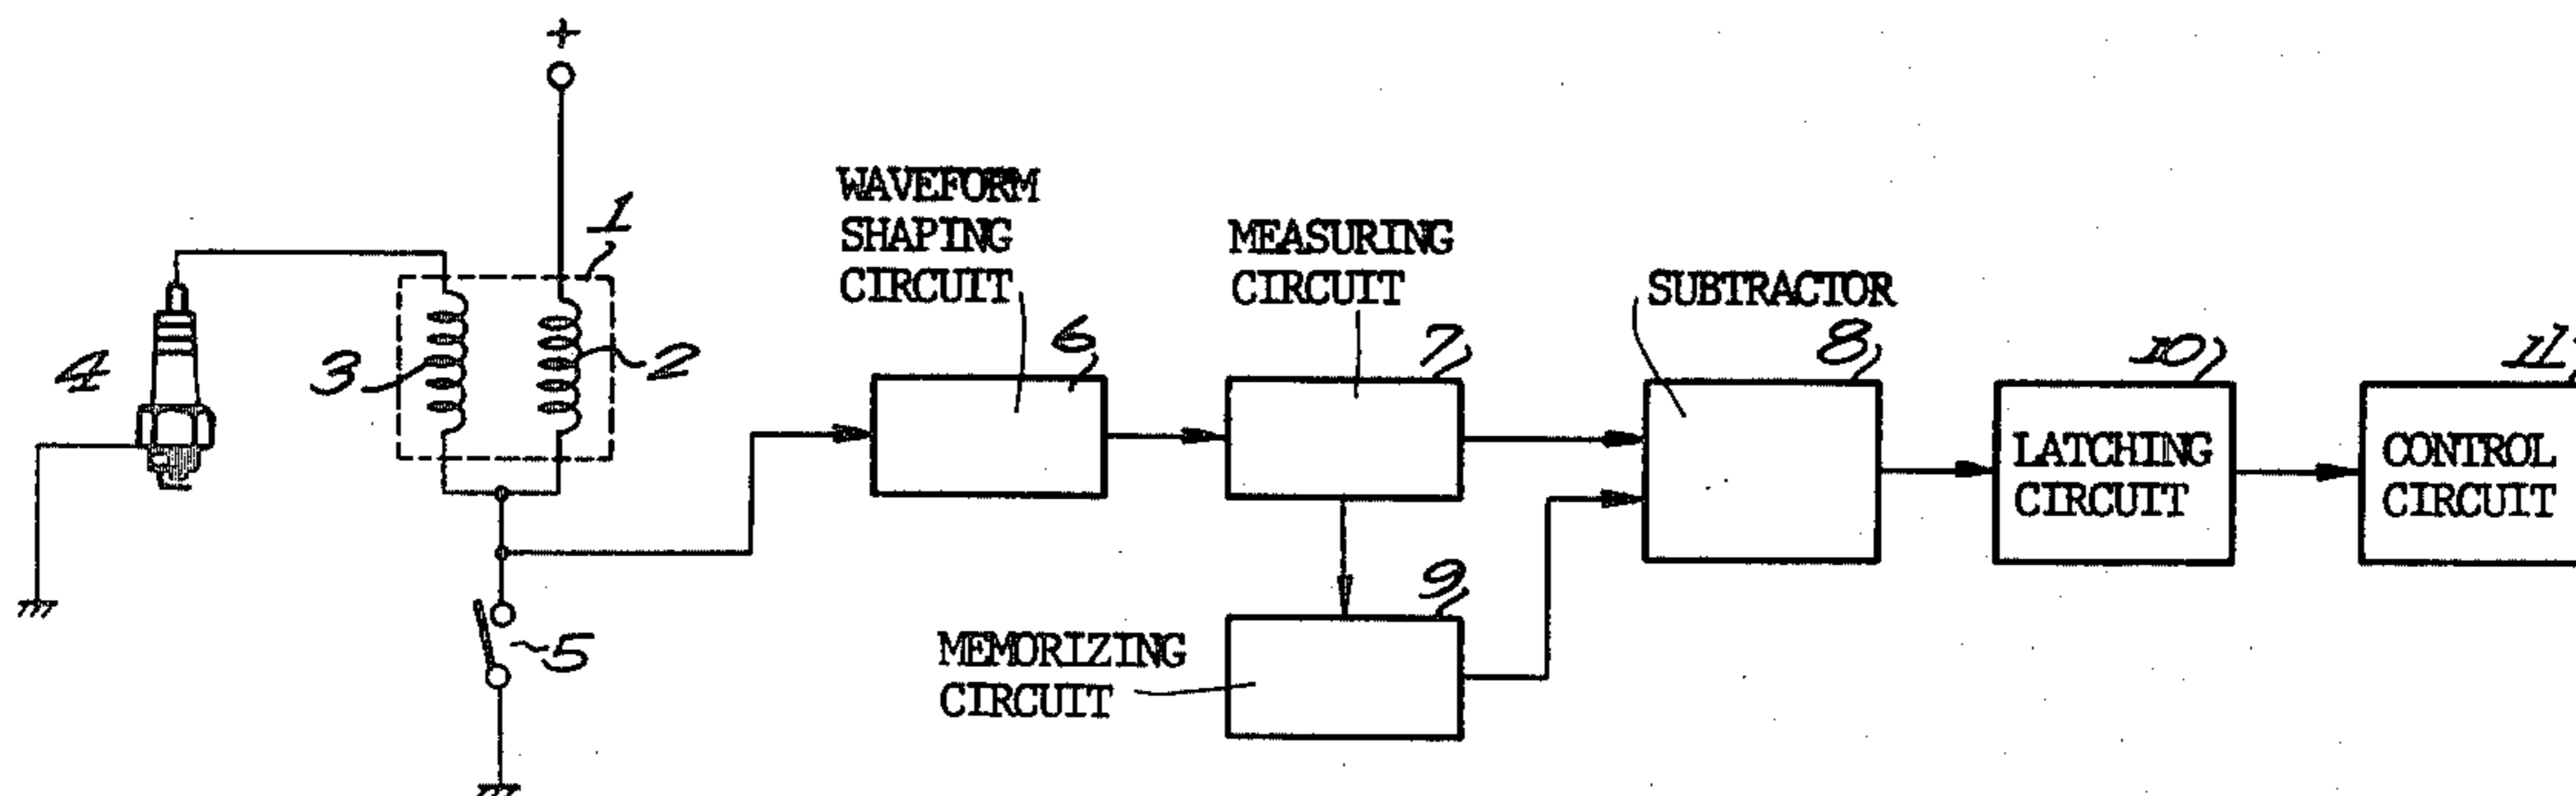 +
1
WAVEFORM
SHAPING
CIRCUIT
MEASURING
CIRCUIT
SUBTRACTOR
4
3
2
6
7
8
10
11
LATCHING
CIRCUIT
CONTROL
CIRCUIT
5
9
MEMORIZING
CIRCUIT